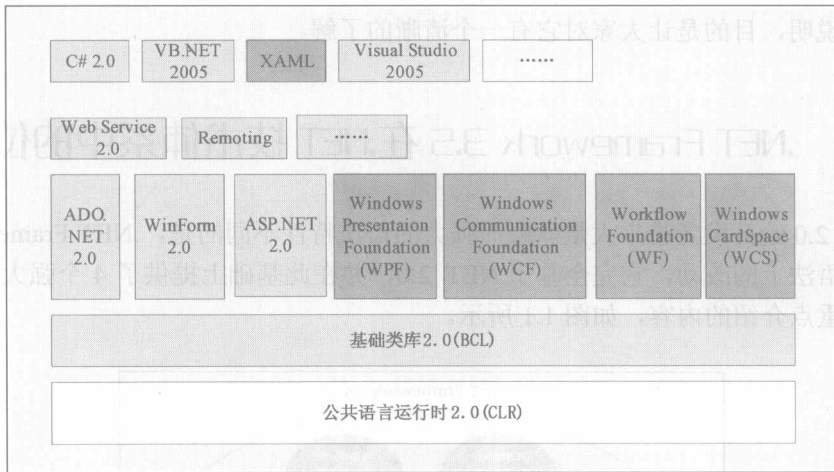 C# 2.0
VB.NET
2005
XAML
Visual Studio
2005
······
Web Service
2.0
Remoting
······
ADO.
NET
2.0
WinForm
2.0
ASP.NET
2.0
Windows
Presentaion
Foundation
(WPF)
Windows
Communication
Foundation
(WCF)
Workflow
Foundation
(WF)
Windows
CardSpace
(WCS)
基础类库2.0(BCL)
公共语言运行时2.0(CLR)